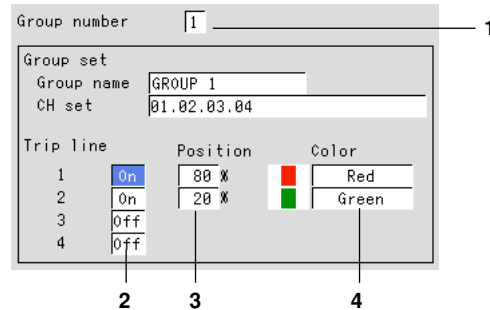 Group number 1
1
Group set
Group name GROUP 1
CH set 01.02.03.04
Trip line Position Color
1 On 80 % Red
2 On 20 % Green
3 Off
4 Off
2 3 4